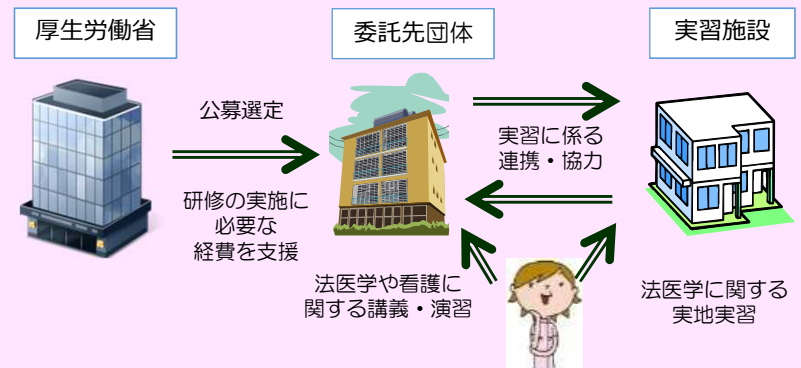 厚生労働省
委託先団体
実習施設
公募選定
研修の実施に
必要な
経費を支援
実習に係る
連携・協力
法医学や看護に
関する講義・演習
法医学に関する
実地実習